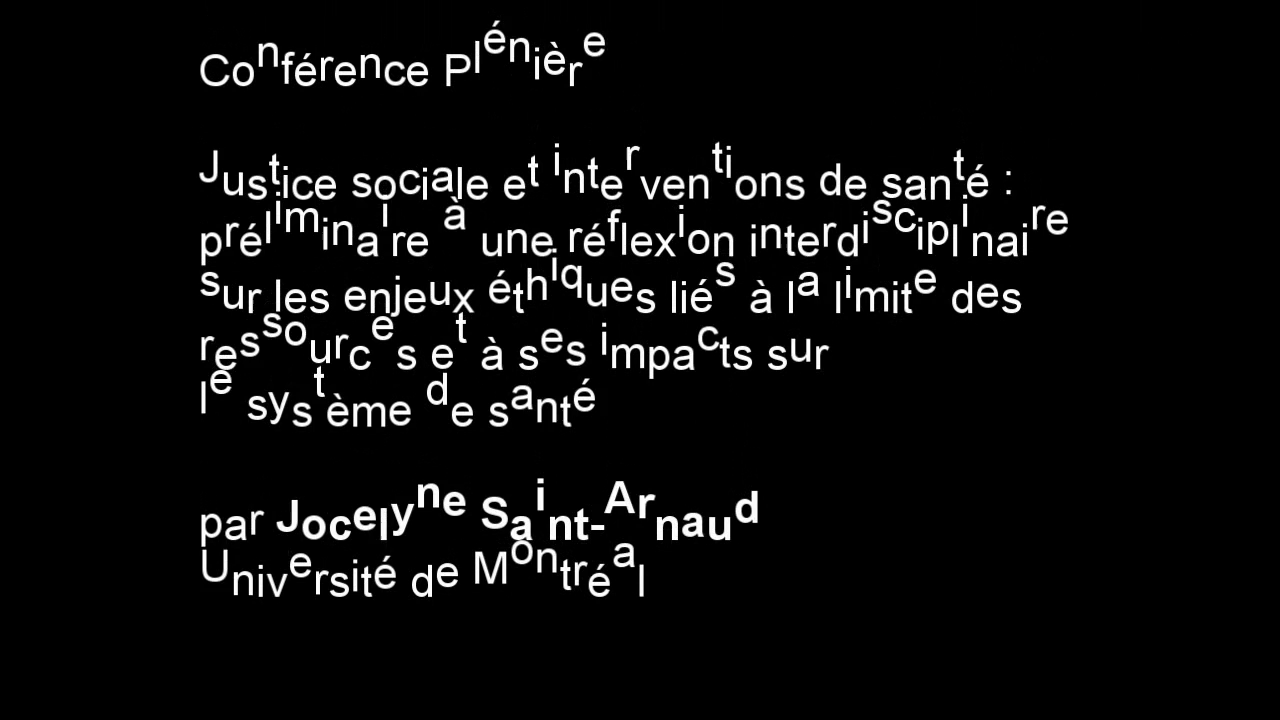 Conférence Plénière
Justice sociale et interventions de santé :
préliminaire à une réflexion interdisciplinaire
sur les enjeux éthiques liés à la limite des
ressources et à ses impacts sur
le système de santé
par Jocelyne Saint-Arnaud
Université de Montréal